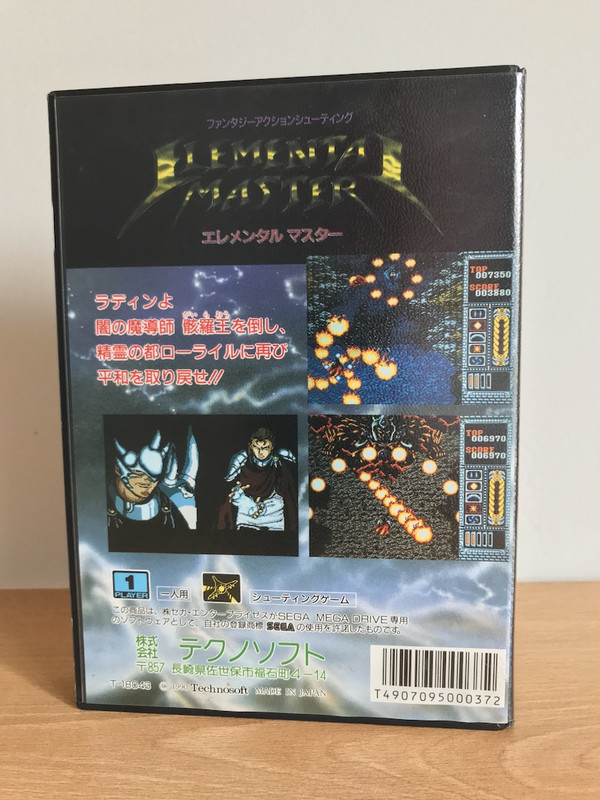 ファンタジーアクションシューティング
ELEMENTAL
MASTER
エレメンタル マスター
ラディンよ
闇の魔導師 骸羅王を倒し、
がいらおう
精霊の都ローライルに再び
平和を取り戻せ!!
TOP
007350
SCORE
003880
TOP
006970
SCORE
006970
1
PLAYER
一人用
シューティングゲーム
この商品は、株セガ・エンタープライゼスがSEGA MEGA DRIVE専用
のソフトウェアとして、自社の登録商標 SEGA の使用を許諾したものです。
株式会社 テクノソフト
〒857 長崎県佐世保市福石町4-14
T-18043 © Technosoft MADE IN JAPAN
T4907095000372